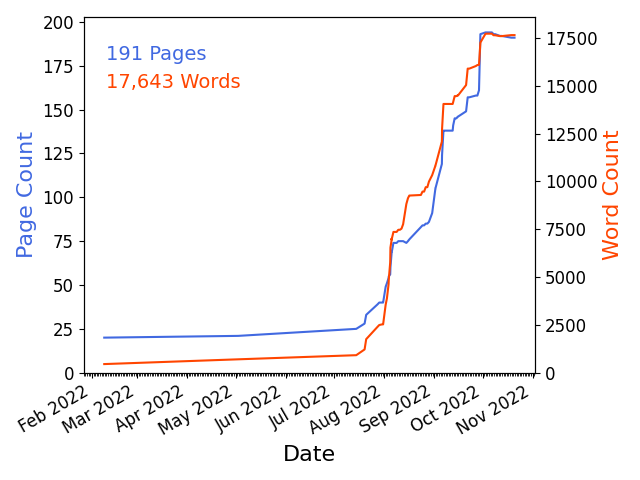 191 Pages
17,643 Words
Page Count
200
175
150
125
100
75
50
25
0
Word Count
17500
15000
12500
10000
7500
5000
2500
0
Feb 2022
Mar 2022
Apr 2022
May 2022
Jun 2022
Jul 2022
Aug 2022
Sep 2022
Oct 2022
Nov 2022
Date